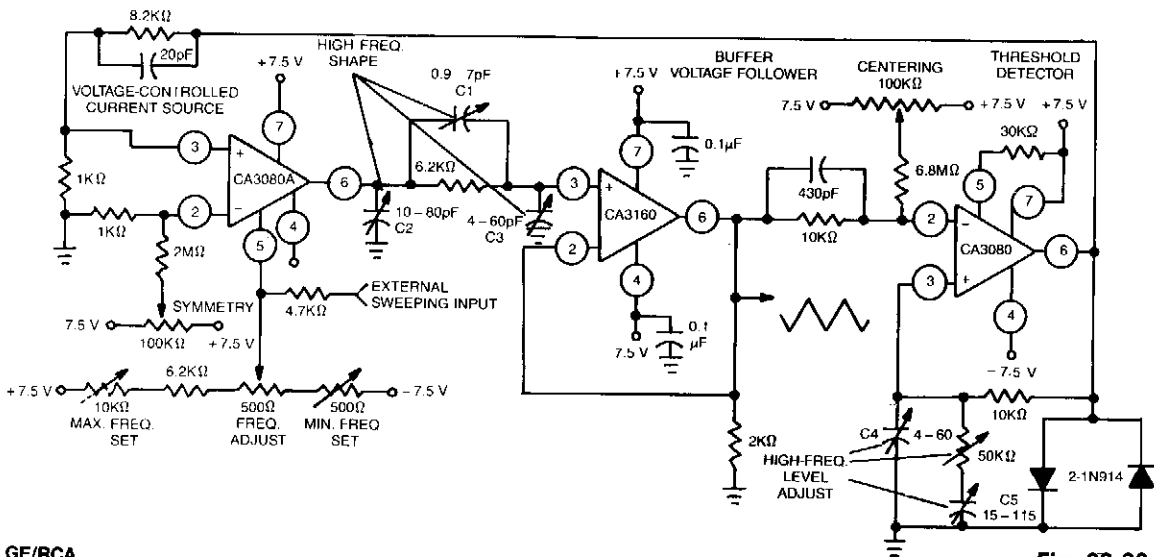 8.2KΩ
20pF
VOLTAGE-CONTROLLED
CURRENT SOURCE
+7.5 V
HIGH FREQ.
SHAPE
0.9 7pF
C1
BUFFER
VOLTAGE FOLLOWER
+7.5 V
CENTERING
100KΩ
7.5 V
+7.5 V
THRESHOLD
DETECTOR
+7.5 V
30KΩ
7
3
+
CA3080A
−
6
1KΩ
1KΩ
2
5
4
6.2KΩ
10–80pF
C2
4–60pF
C3
7
0.1µF
3
+
CA3160
−
6
2
4
7.5 V
0.1
µF
430pF
10KΩ
6.8MΩ
5
7
2
−
CA3080
+
6
3
4
−7.5 V
2MΩ
SYMMETRY
7.5 V
100KΩ
+7.5 V
4.7KΩ
EXTERNAL
SWEEPING INPUT
+7.5 V
10KΩ
MAX. FREQ.
SET
6.2KΩ
500Ω
FREQ.
ADJUST
500Ω
MIN. FREQ
SET
−7.5 V
2KΩ
10KΩ
C4
4–60
50KΩ
HIGH-FREQ.
LEVEL
ADJUST
C5
15–115
2-1N914
GE/RCA